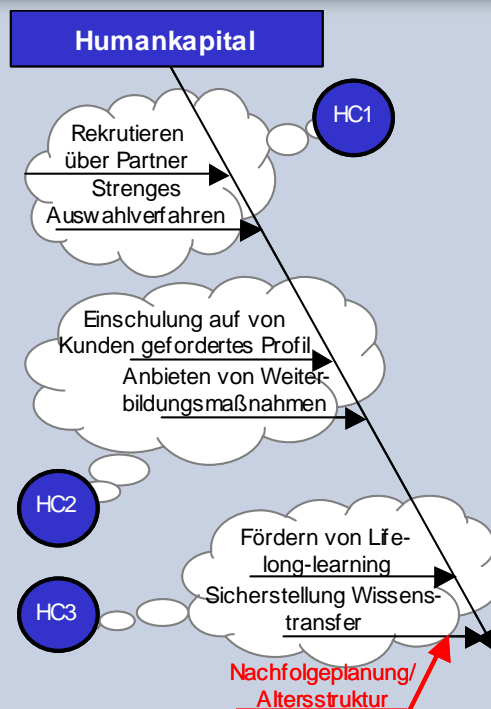 Humankapital
HC1
Rekrutieren
über Partner
Strenges
Auswahlverfahren
Einschulung auf von
Kunden gefordertes Profil
Anbieten von Weiter-
bildungsmaßnahmen
HC2
Fördern von Life-
long-learning
Sicherstellung Wissens-
transfer
HC3
Nachfolgeplanung/
Altersstruktur